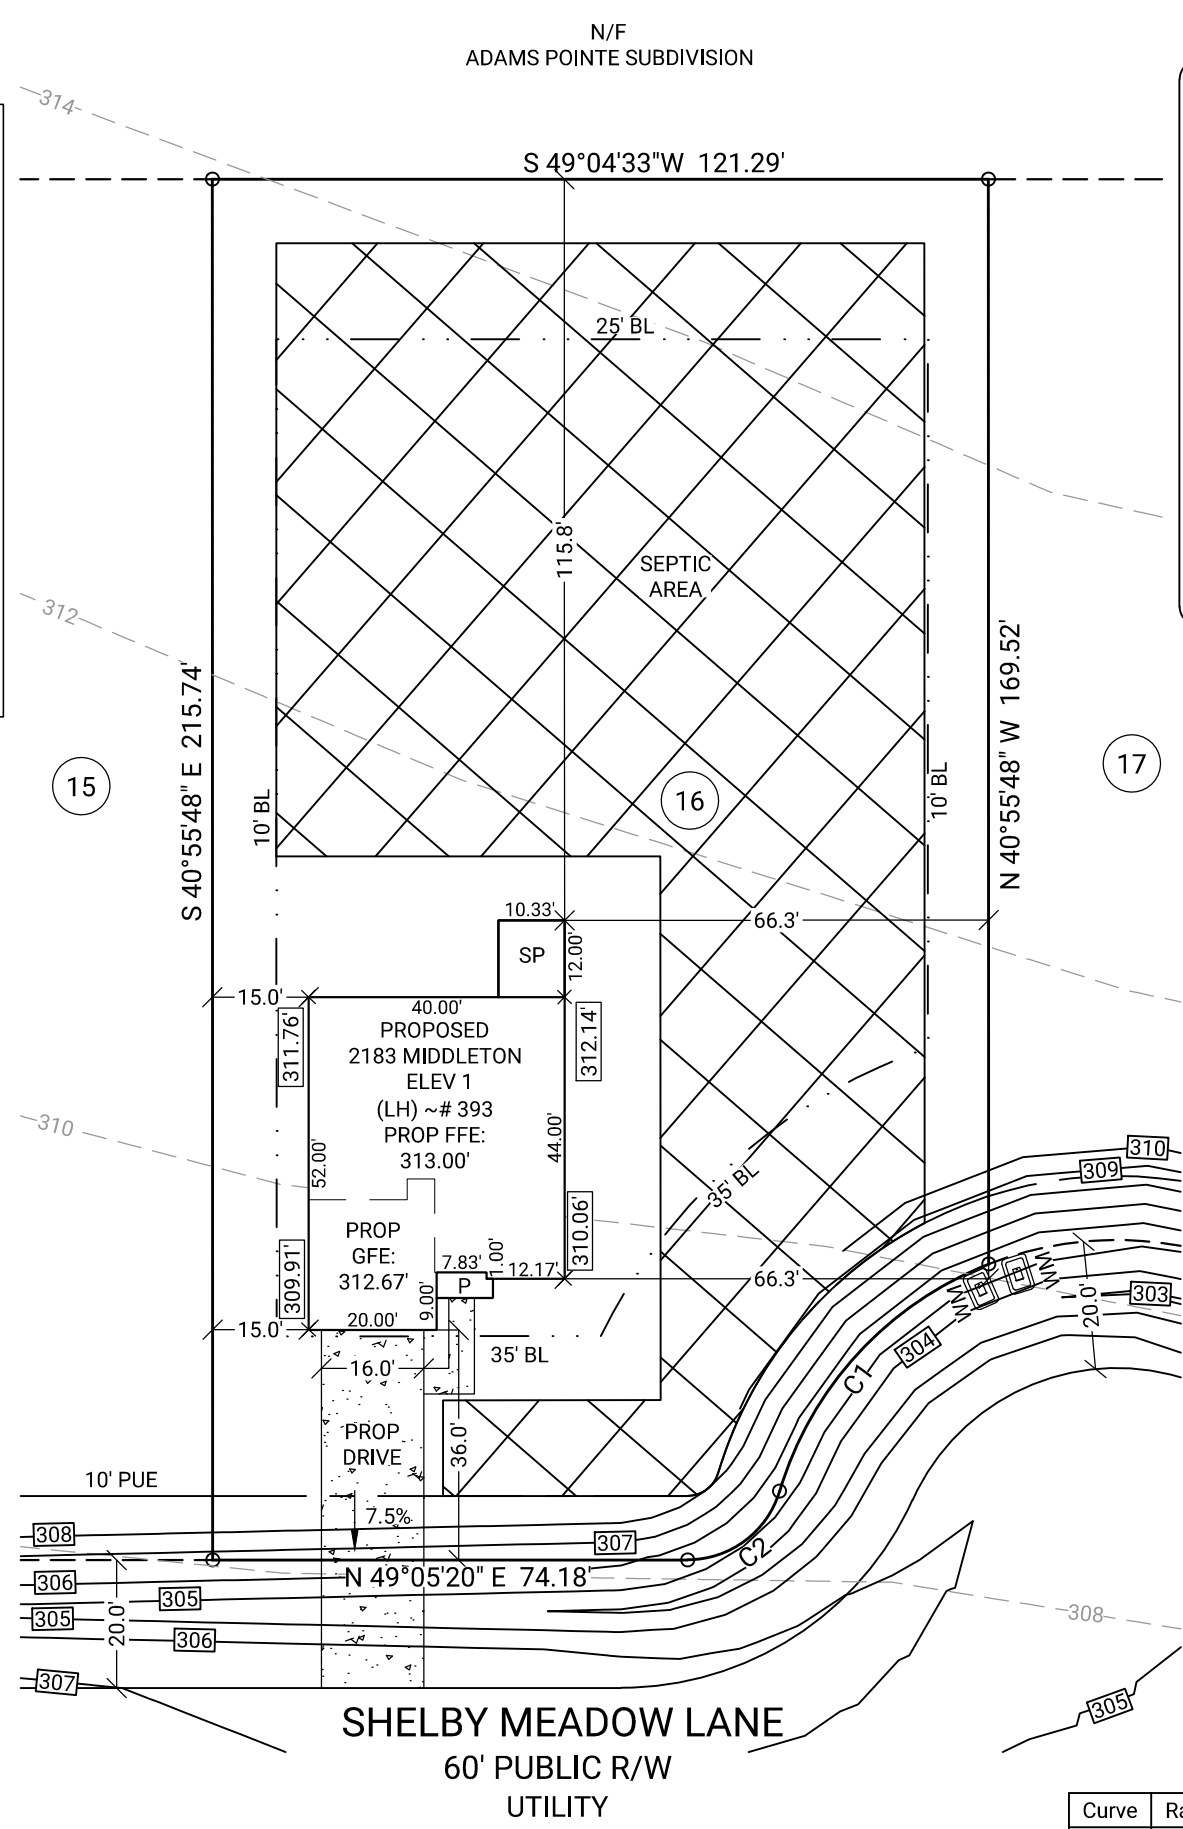 N/F
ADAMS POINTE SUBDIVISION
314
S 49°04'33"W 121.29'
25' BL
115.8'
SEPTIC
AREA
312
S 40°55'48" E 215.74'
N 40°55'48" W 169.52'
15
10' BL
16
10' BL
17
10.33'
66.3'
SP
12.00'
15.0'
40.00'
311.76'
PROPOSED
2183 MIDDLETON
ELEV 1
(LH) ~# 393
PROP FFE:
313.00'
312.14'
310
52.00'
44.00'
35' BL
310
309
PROP
GFE:
312.67'
309.91'
7.83'
1.00'
12.17'
310.06'
66.3'
P
9.00'
20.00'
15.0'
303
20.0'
304
35' BL
16.0'
C1
PROP
DRIVE
36.0'
10' PUE
7.5%
308
307
C2
N 49°05'20" E 74.18'
306
305
305
20.0'
306
308
307
305
SHELBY MEADOW LANE
60' PUBLIC R/W
UTILITY
Curve
Ra